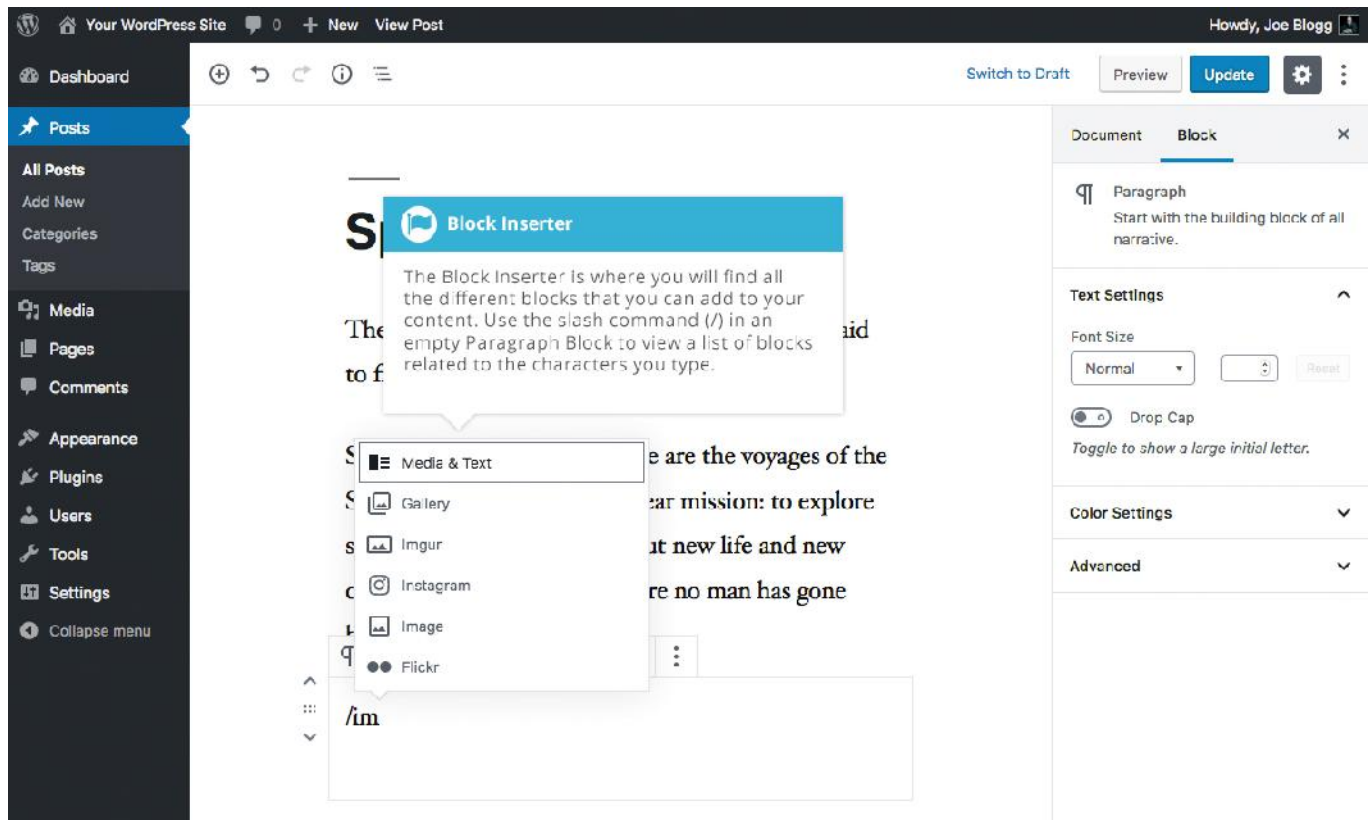 Your WordPress Site 0 New View Post Howdy, Joe Blogg
Dashboard
Posts
All Posts
Add New
Categories
Tags
Media
Pages
Comments
Appearance
Plugins
Users
Tools
Settings
Collapse menu
Switch to Draft Preview Update
Block Inserter
The Block Inserter is where you will find all
the different blocks that you can add to your
content. Use the slash command (/) in an
empty Paragraph Block to view a list of blocks
related to the characters you type.
The aid
to
e are the voyages of the
ear mission: to explore
ut new life and new
re no man has gone
Media & Text
Gallery
Imgur
Instagram
Image
Flickr
/im
Document Block
Paragraph
Start with the building block of all
narrative.
Text Settings
Font Size
Normal Reset
Drop Cap
Toggle to show a large initial letter.
Color Settings
Advanced